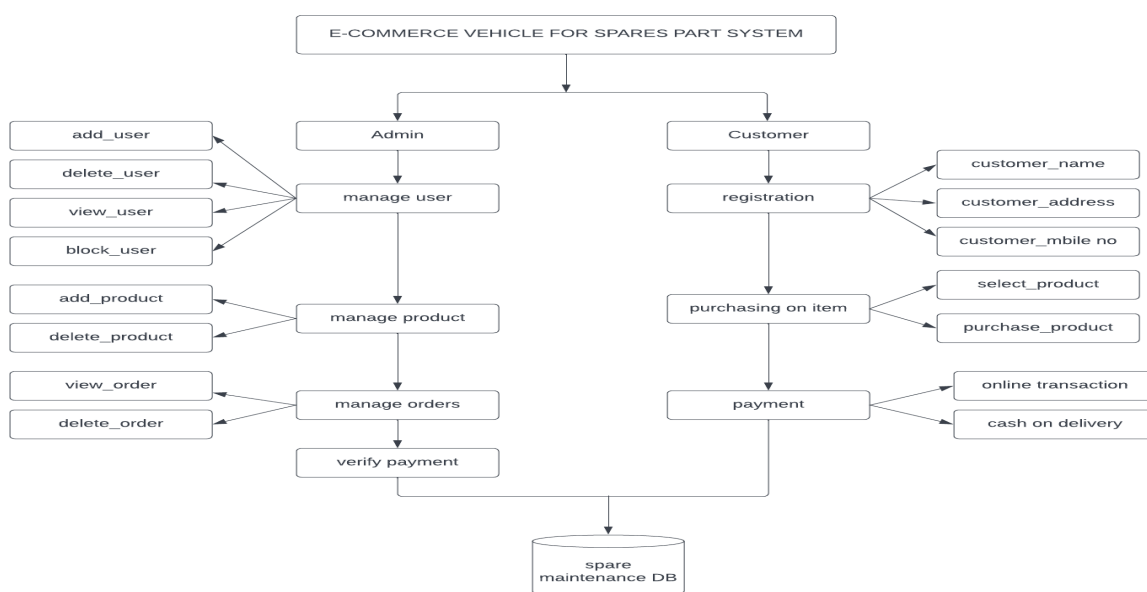 E-COMMERCE VEHICLE FOR SPARES PART SYSTEM
Admin
Customer
add_user
delete_user
view_user
block_user
manage user
registration
customer_name
customer_address
customer_mbile no
add_product
delete_product
manage product
purchasing on item
select_product
purchase_product
view_order
delete_order
manage orders
payment
online transaction
cash on delivery
verify payment
spare
maintenance DB